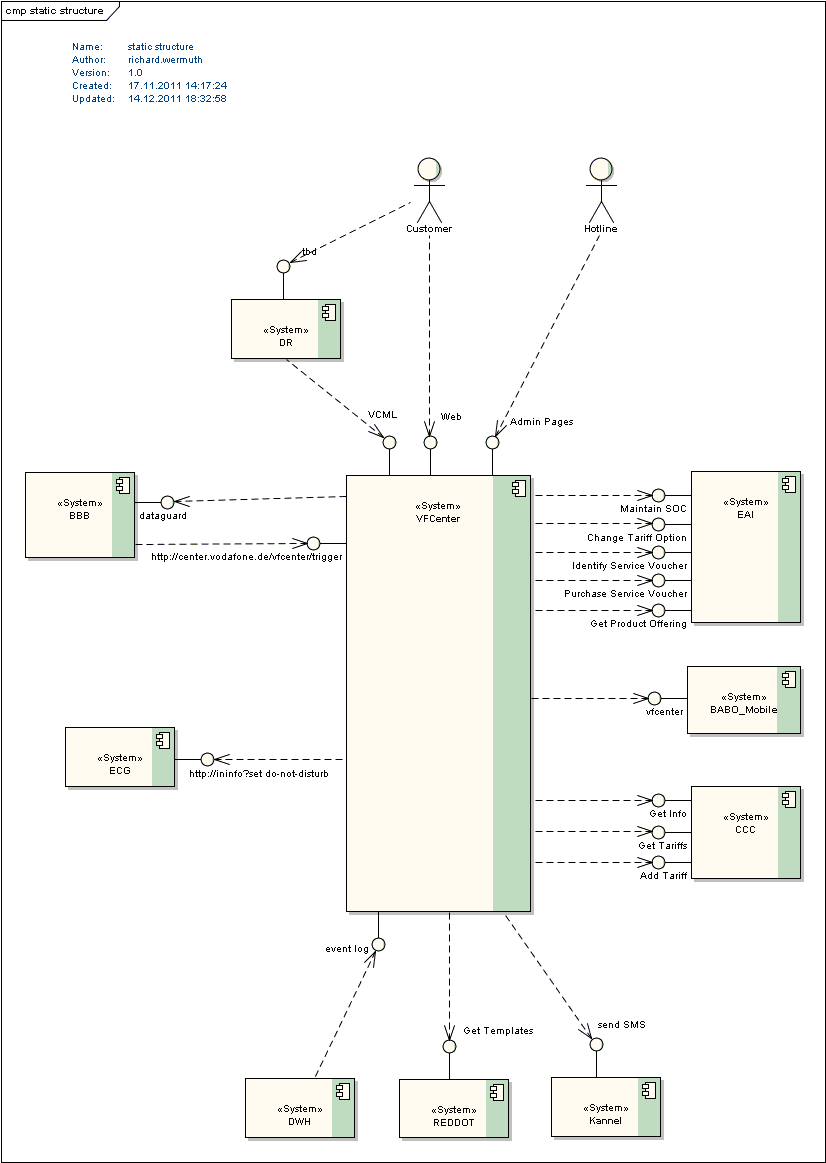 cmp static structure
Name: static structure
Author: richard.wermuth
Version: 1.0
Created: 17.11.2011 14:17:24
Updated: 14.12.2011 18:32:58
Customer
Hotline
tbd
«System»
DR
VCML
Web
Admin Pages
«System»
BBB
dataguard
http://center.vodafone.de/vfcenter/trigger
«System»
VFCenter
Maintain SOC
Change Tariff Option
Identify Service Voucher
Purchase Service Voucher
Get Product Offering
«System»
EAI
vfcenter
«System»
BABO_Mobile
«System»
ECG
http://ininfo?set do-not-disturb
Get Info
Get Tariffs
Add Tariff
«System»
CCC
event log
Get Templates
send SMS
«System»
DWH
«System»
REDDOT
«System»
Kannel